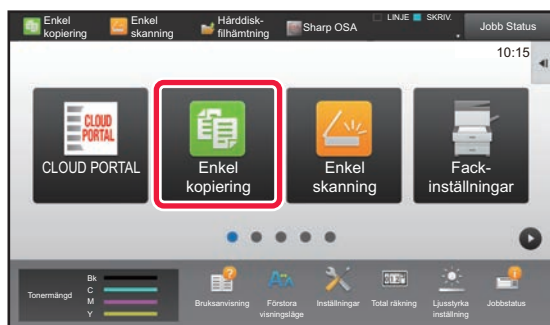 Enkel
kopiering
Enkel
skanning
Hårddisk-
filhämtning
Sharp OSA
LINJE
SKRIV.
Jobb Status
10:15
CLOUD
PORTAL
CLOUD PORTAL
Enkel
kopiering
Enkel
skanning
Fack-
inställningar
Tonermängd
Bk
C
M
Y
Bruksanvisning
Förstora
visningsläge
Inställningar
Total räkning
Ljusstyrka
inställning
Jobbstatus